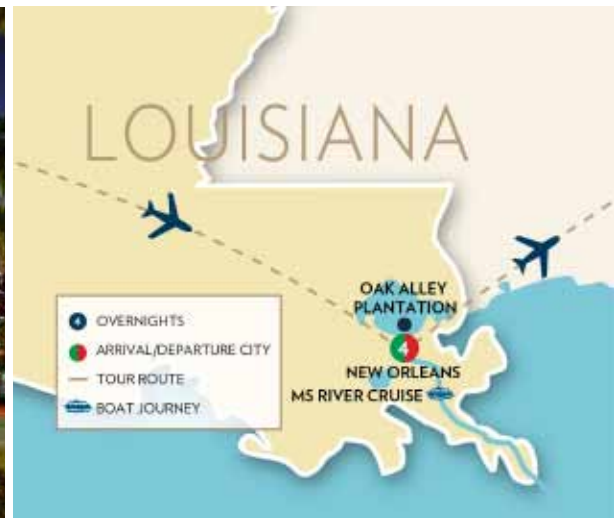 LOUISIANA
OAK ALLEY
PLANTATION
4
NEW ORLEANS
MS RIVER CRUISE
4 OVERNIGHTS
ARRIVAL/DEPARTURE CITY
TOUR ROUTE
BOAT JOURNEY